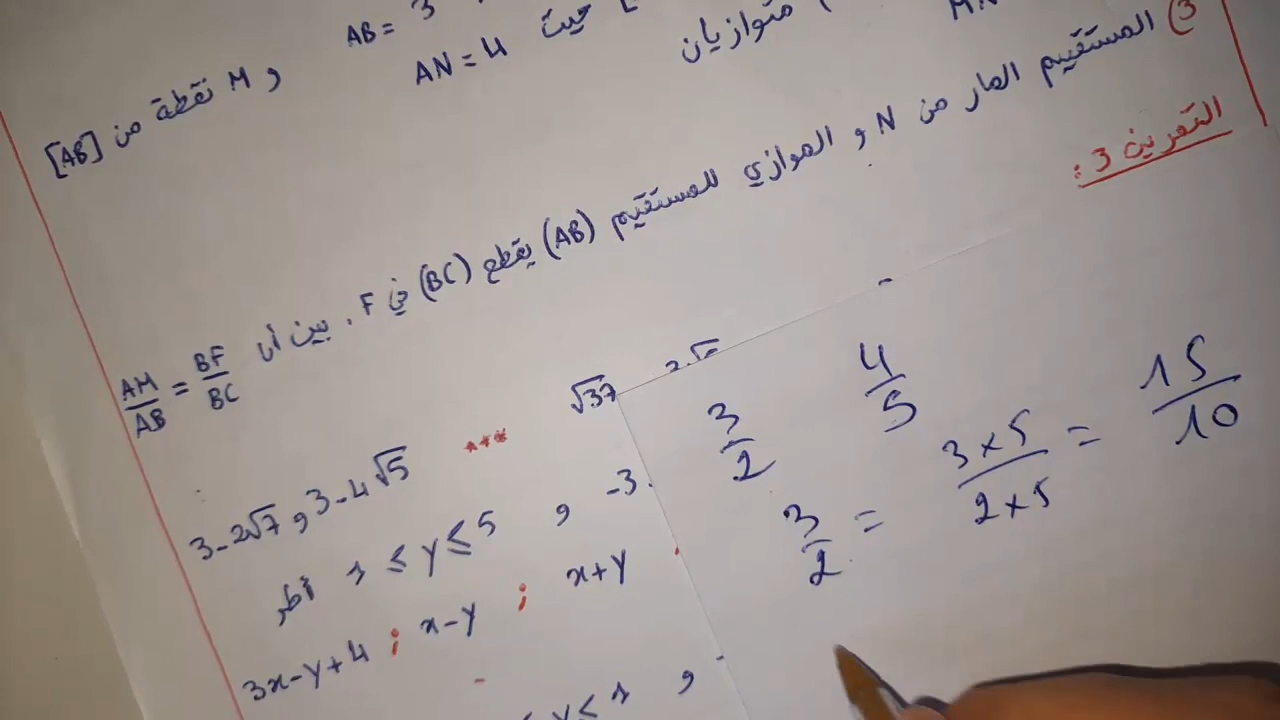 AB = 3
M نقطة من [AB] و AN = 4 حيث
متوازيان
3) المستقيم المار من N و الموازي للمستقيم (AB) يقطع (BC) في F. بين أن AM/AB = BF/BC
التمرين 3 :
√37
3-2√7 , 3-4√5
1 ≤ y ≤ 5 , -3
3x-y+4 ; x-y ; x+y
3/2 4/5
3/2 = 3×5/2×5 = 15/10